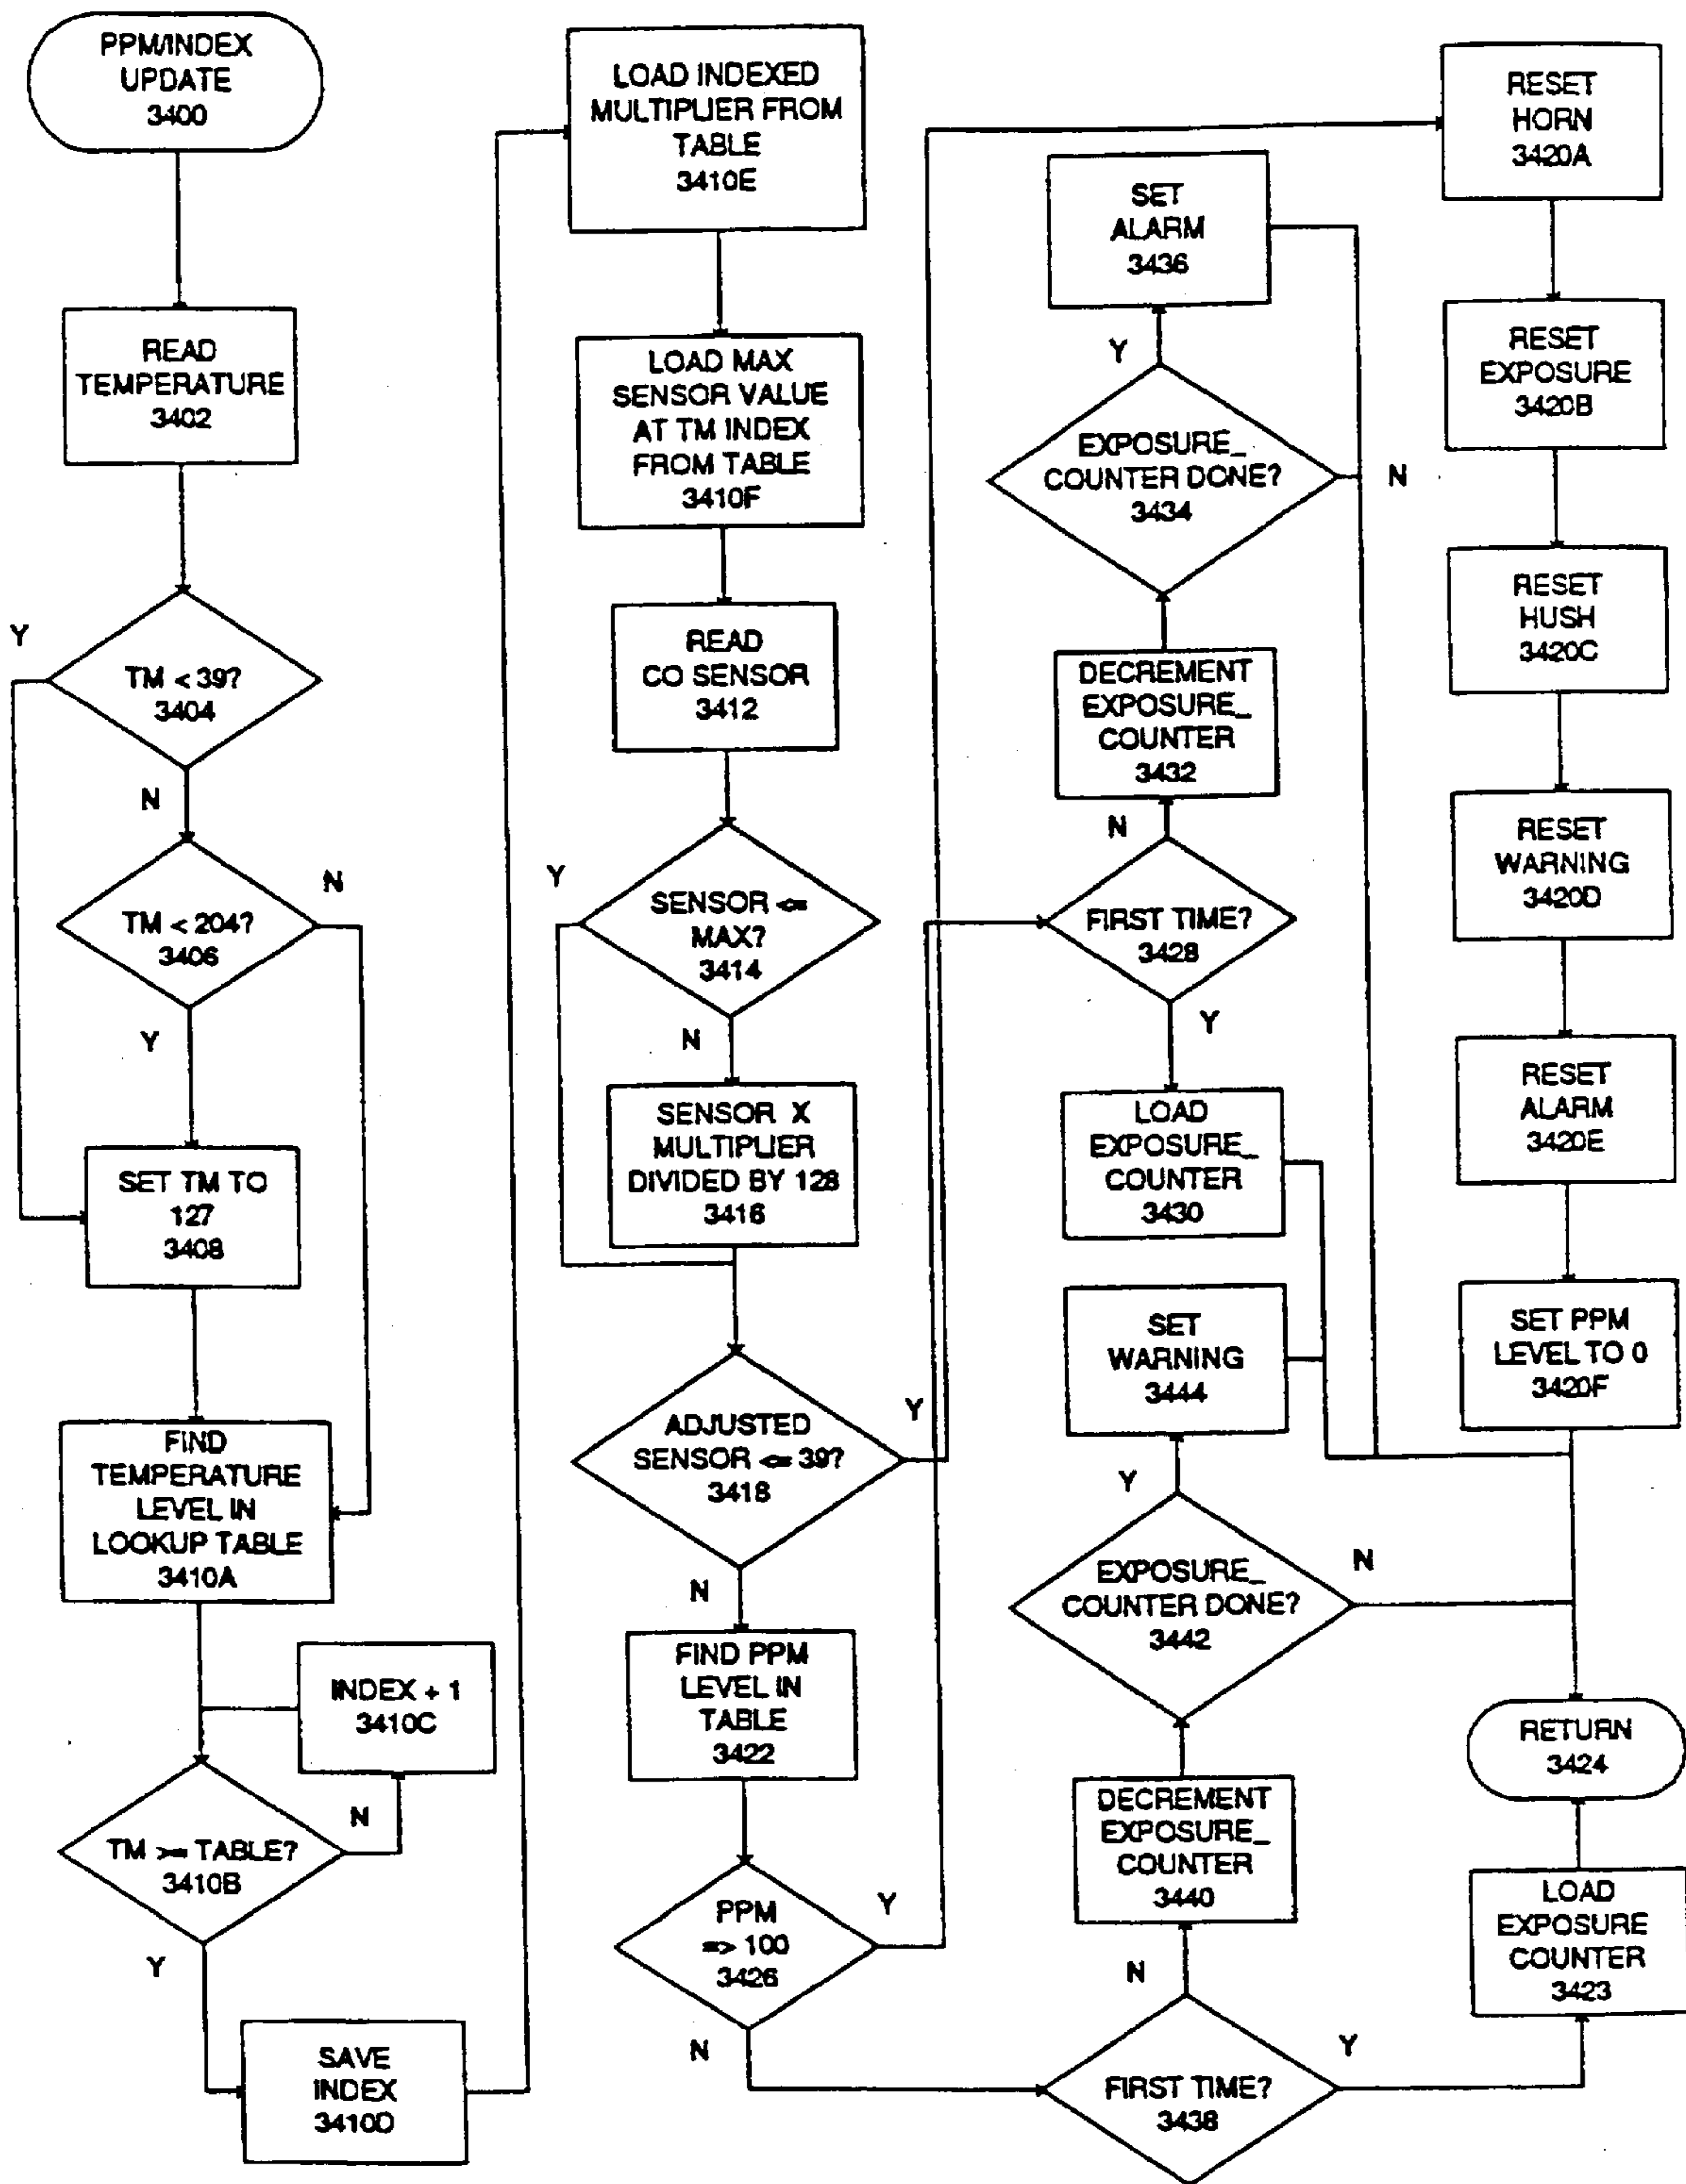 PPM/INDEX
UPDATE
3400
READ
TEMPERATURE
3402
Y
TM < 39?
3404
N
TM < 204?
3406
N
Y
SET TM TO
127
3408
FIND
TEMPERATURE
LEVEL IN
LOOKUP TABLE
3410A
INDEX + 1
3410C
N
TM >= TABLE?
3410B
Y
SAVE
INDEX
3410D
LOAD INDEXED
MULTIPLIER FROM
TABLE
3410E
LOAD MAX
SENSOR VALUE
AT TM INDEX
FROM TABLE
3410F
READ
CO SENSOR
3412
Y
SENSOR <=
MAX?
3414
N
SENSOR X
MULTIPLIER
DIVIDED BY 128
3416
ADJUSTED
SENSOR <= 39?
3418
Y
N
FIND PPM
LEVEL IN
TABLE
3422
PPM
=> 100
3426
Y
N
SET
ALARM
3436
Y
EXPOSURE_
COUNTER DONE?
3434
N
DECREMENT
EXPOSURE_
COUNTER
3432
N
FIRST TIME?
3428
Y
LOAD
EXPOSURE_
COUNTER
3430
SET
WARNING
3444
Y
EXPOSURE_
COUNTER DONE?
3442
N
DECREMENT
EXPOSURE_
COUNTER
3440
N
FIRST TIME?
3438
Y
RESET
HORN
3420A
RESET
EXPOSURE
3420B
RESET
HUSH
3420C
RESET
WARNING
3420D
RESET
ALARM
3420E
SET PPM
LEVEL TO 0
3420F
RETURN
3424
LOAD
EXPOSURE
COUNTER
3423